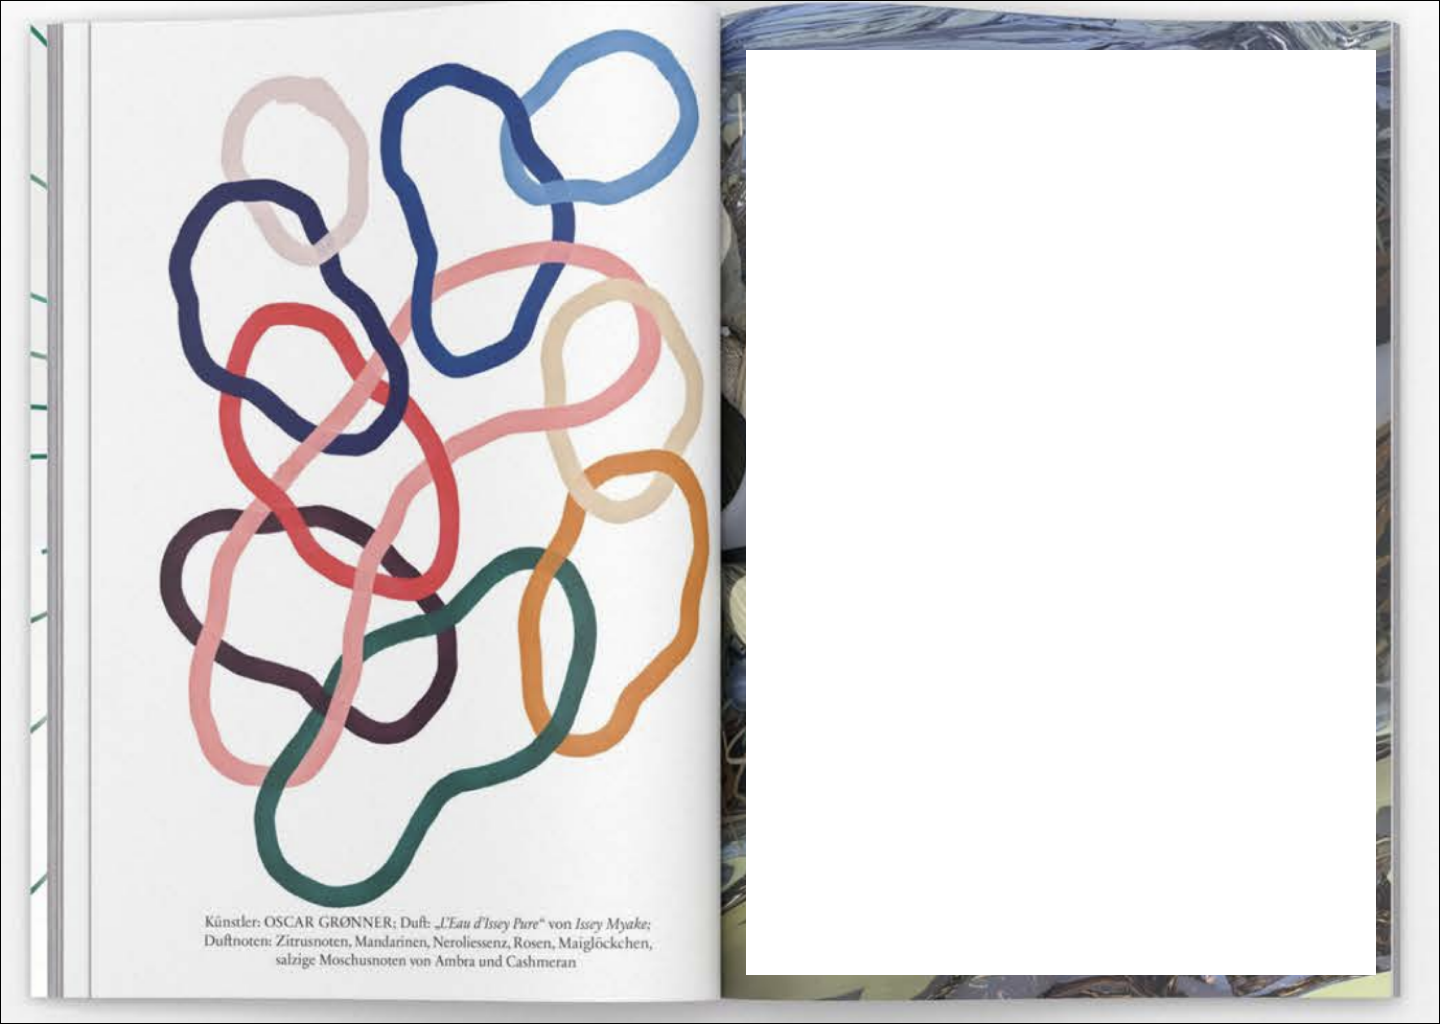 Künstler: OSCAR GRØNNER; Duft: „L'Eau d'Issey Pure“ von Issey Myake;
Duftnoten: Zitrusnoten, Mandarinen, Neroliessenz, Rosen, Maiglöckchen,
salzige Moschusnoten von Ambra und Cashmeran